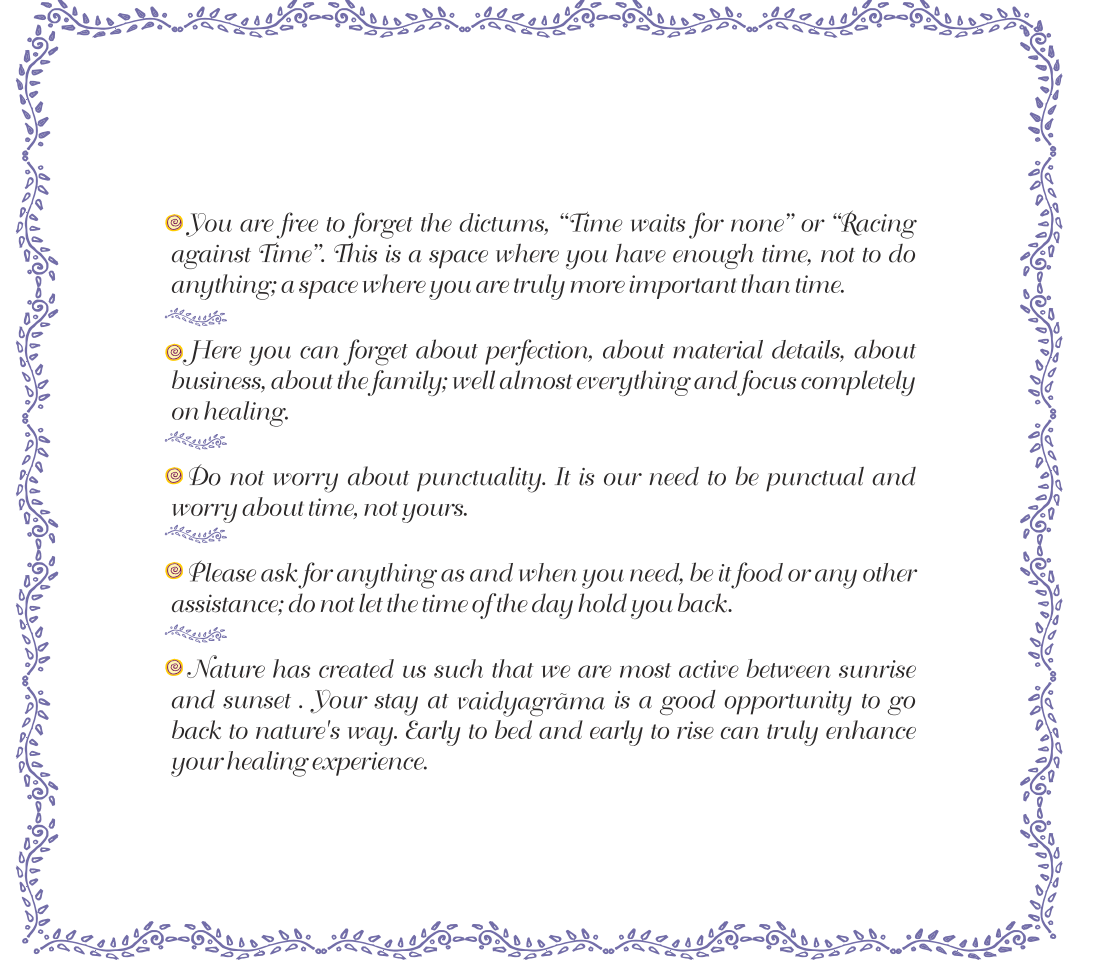 You are free to forget the dictums, “Time waits for none” or “Racing
against Time”. This is a space where you have enough time, not to do
anything; a space where you are truly more important than time.
Here you can forget about perfection, about material details, about
business, about the family; well almost everything and focus completely
on healing.
Do not worry about punctuality. It is our need to be punctual and
worry about time, not yours.
Please ask for anything as and when you need, be it food or any other
assistance; do not let the time of the day hold you back.
Nature has created us such that we are most active between sunrise
and sunset . Your stay at vaidyagrãma is a good opportunity to go
back to nature's way. Early to bed and early to rise can truly enhance
your healing experience.